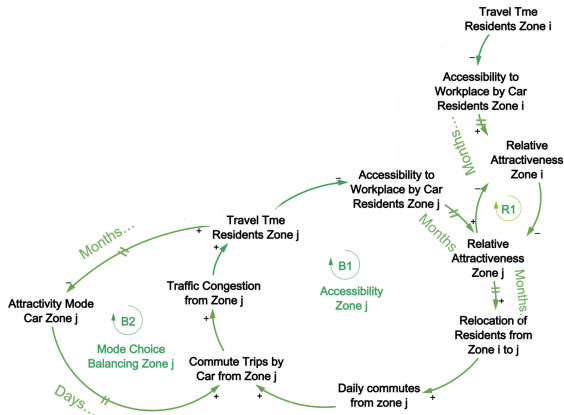 Travel Tme
Residents Zone i
–
Accessibility to
Workplace by Car
Residents Zone i
Months...
+
Relative
Attractiveness
Zone i
–
Accessibility to
Workplace by Car
Residents Zone j
–
+
R1
–
Months...
Travel Tme
Residents Zone j
+
+
Months...
Relative
Attractiveness
Zone j
B1
Accessibility
Zone j
Traffic Congestion
from Zone j
Months...
+
–
Attractivity Mode
Car Zone j
B2
Mode Choice
Balancing Zone j
+
Relocation of
Residents from
Zone i to j
Commute Trips by
Car from Zone j
Days...
+
+
Daily commutes
from zone j
+